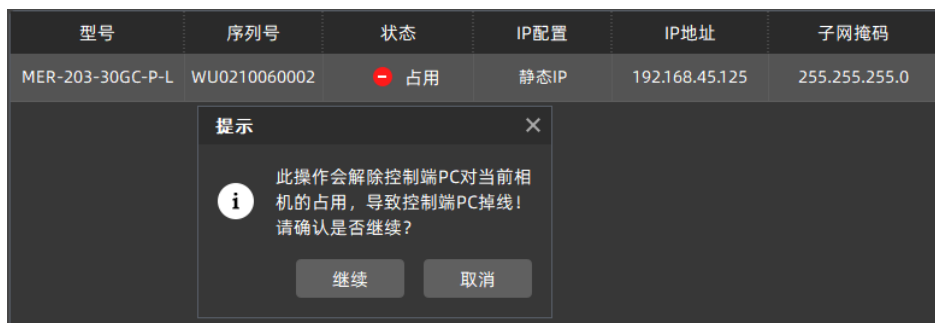 型号 序列号 状态 IP配置 IP地址 子网掩码
MER-203-30GC-P-L WU0210060002 占用 静态IP 192.168.45.125 255.255.255.0
提示
此操作会解除控制端PC对当前相
机的占用，导致控制端PC掉线！
请确认是否继续？
继续 取消